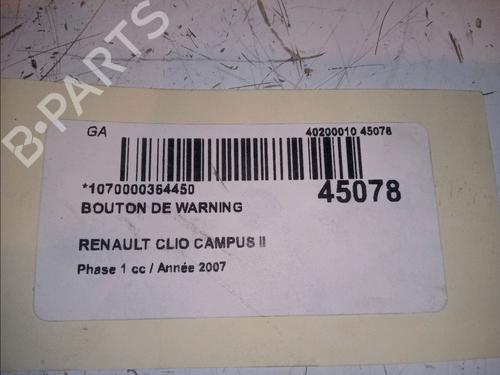 B-PARTS
GA 40200010 45078
*1070000364450 45078
BOUTON DE WARNING
RENAULT CLIO CAMPUS II
Phase 1 cc / Année 2007